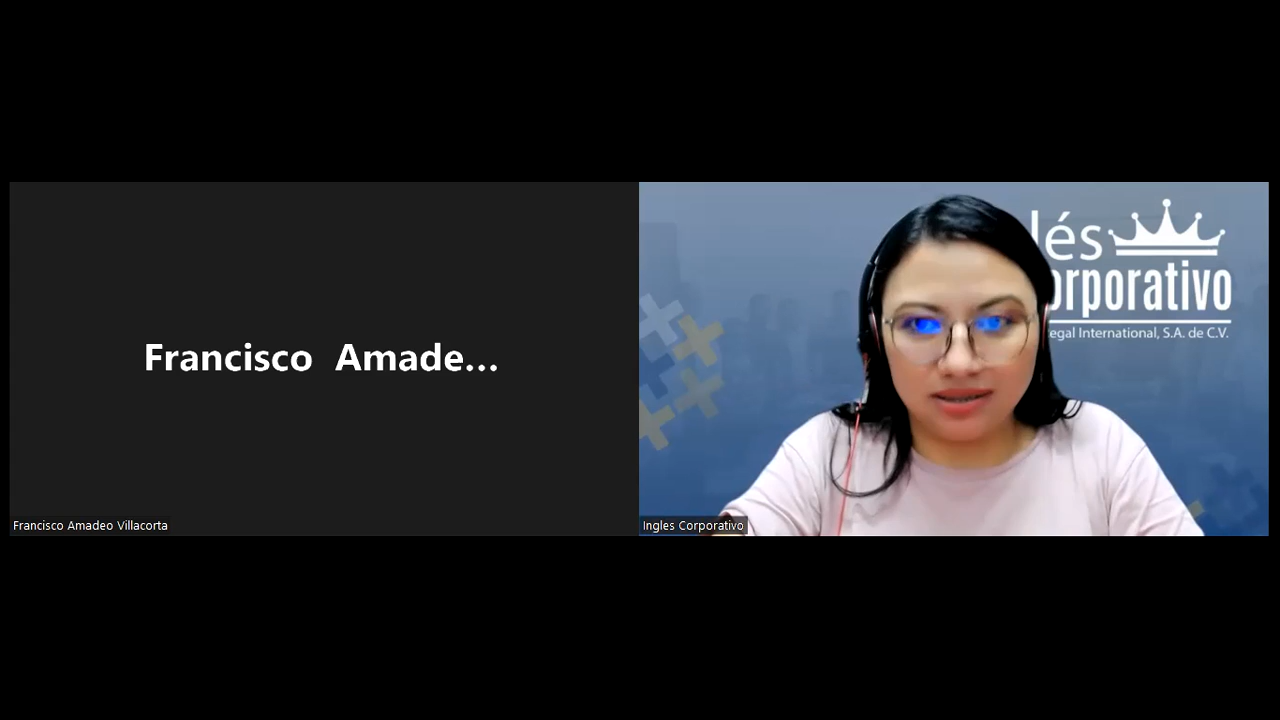 Francisco Amade...
Francisco Amadeo Villacorta
lés
orporativo
egal International, S.A. de C.V.
Ingles Corporativo